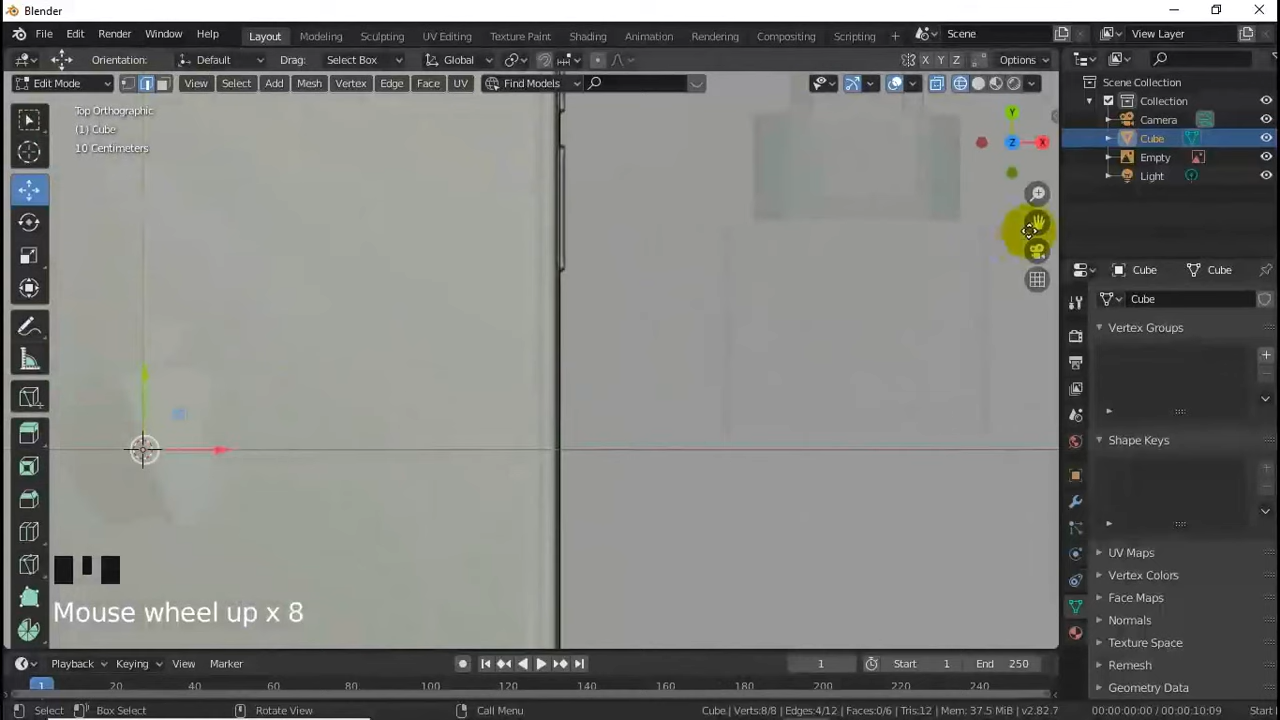 Blender
File Edit Render Window Help Layout Modeling Sculpting UV Editing Texture Paint Shading Animation Rendering Compositing Scripting + Scene View Layer
Orientation: Default Drag: Select Box Global X Y Z Options
Edit Mode View Select Add Mesh Vertex Edge Face UV Find Models
Top Orthographic
(1) Cube
10 Centimeters
Y
Z
X
Scene Collection
Collection
Camera
Cube
Empty
Light
Cube Cube
Cube
Vertex Groups
Shape Keys
UV Maps
Vertex Colors
Face Maps
Normals
Texture Space
Remesh
Geometry Data
Mouse wheel up x 8
Playback Keying View Marker 1 Start 1 End 250
1 20 40 60 80 100 120 140 160 180 200 220 240
Select Box Select Rotate View Call Menu Cube | Verts:8/8 | Edges:4/12 | Faces:0/6 | Tris:12 | Mem: 37.5 MiB | v2.82.7 00:00:00:00 / 00:00:10:09 Start